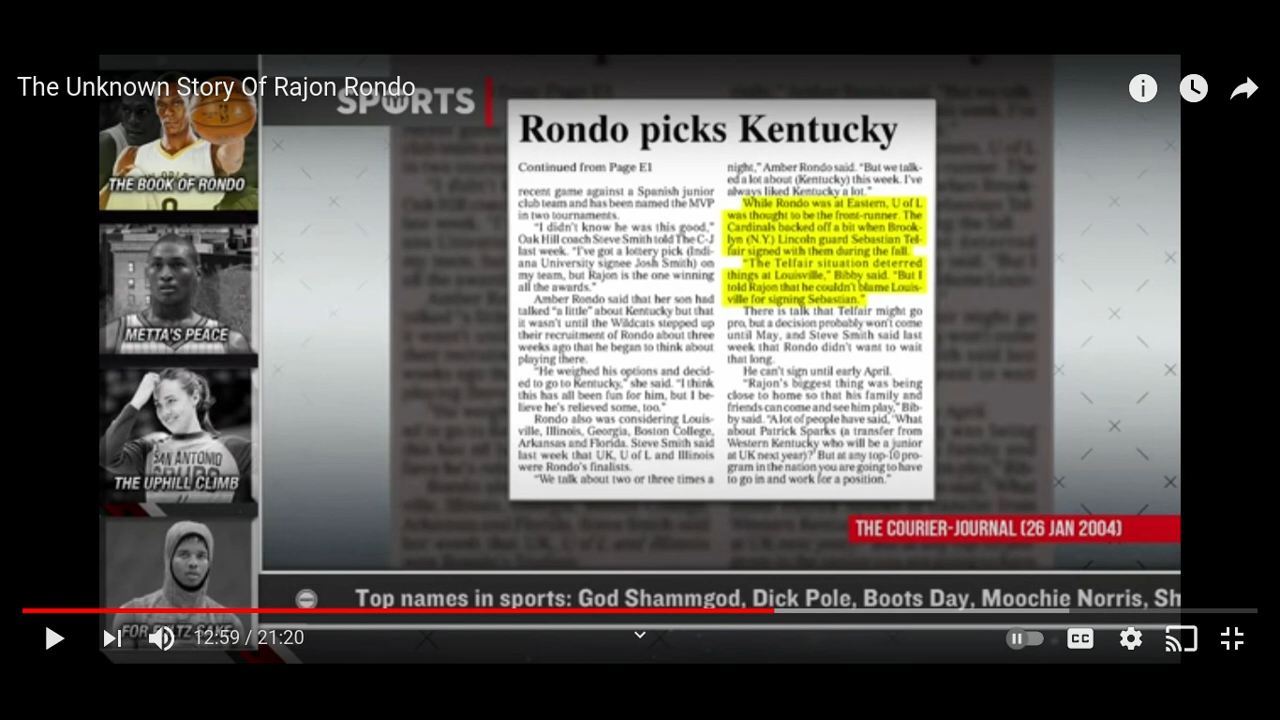 The Unknown Story Of Rajon Rondo
SPORTS
THE BOOK OF RONDO
METTA'S PEACE
SAN ANTONIO
SPURS
THE UPHILL CLIMB
FOR FULTZ SAKE
Rondo picks Kentucky
Continued from Page E1
recent game against a Spanish junior
club team and has been named the MVP
in two tournaments.
"I didn't know he was this good,"
Oak Hill coach Steve Smith told The C-J
last week. "I've got a lottery pick (Indi-
ana University signee Josh Smith) on
my team, but Rajon is the one winning
all the awards."
Amber Rondo said that her son had
talked "a little" about Kentucky but that
it wasn't until the Wildcats stepped up
their recruitment of Rondo about three
weeks ago that he began to think about
playing there.
"He weighed his options and decid-
ed to go to Kentucky," she said. "I think
this has all been fun for him, but I be-
lieve he's relieved some, too."
Rondo also was considering Louis-
ville, Illinois, Georgia, Boston College,
Arkansas and Florida. Steve Smith said
last week that UK, U of L and Illinois
were Rondo's finalists.
"We talk about two or three times a
night," Amber Rondo said. "But we talk-
ed a lot about (Kentucky) this week. I've
always liked Kentucky a lot."
While Rondo was at Eastern, U of L
was thought to be the front-runner. The
Cardinals backed off a bit when Brook-
lyn (N.Y.) Lincoln guard Sebastian Tel-
fair signed with them during the fall.
"The Telfair situation deterred
things at Louisville," Bibby said. "But I
told Rajon that he couldn't blame Louis-
ville for signing Sebastian."
There is talk that Telfair might go
pro, but a decision probably won't come
until May, and Steve Smith said last
week that Rondo didn't want to wait
that long.
He can't sign until early April.
"Rajon's biggest thing was being
close to home so that his family and
friends can come and see him play," Bib-
by said. "A lot of people have said, 'What
about Patrick Sparks (a transfer from
Western Kentucky who will be a junior
at UK next year)?' But at any top-10 pro-
gram in the nation you are going to have
to go in and work for a position."
THE COURIER-JOURNAL (26 JAN 2004)
Top names in sports: God Shammgod, Dick Pole, Boots Day, Moochie Norris, Sh
12:59 / 21:20
CC